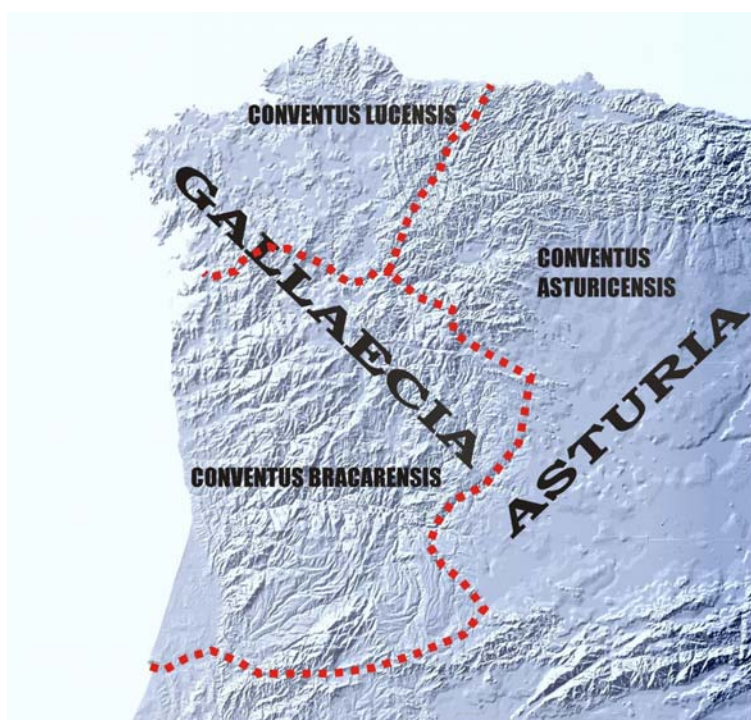 CONVENTUS LUCENSIS
GALLAECIA
CONVENTUS
ASTURICENSIS
ASTURIA
CONVENTUS BRACARENSIS